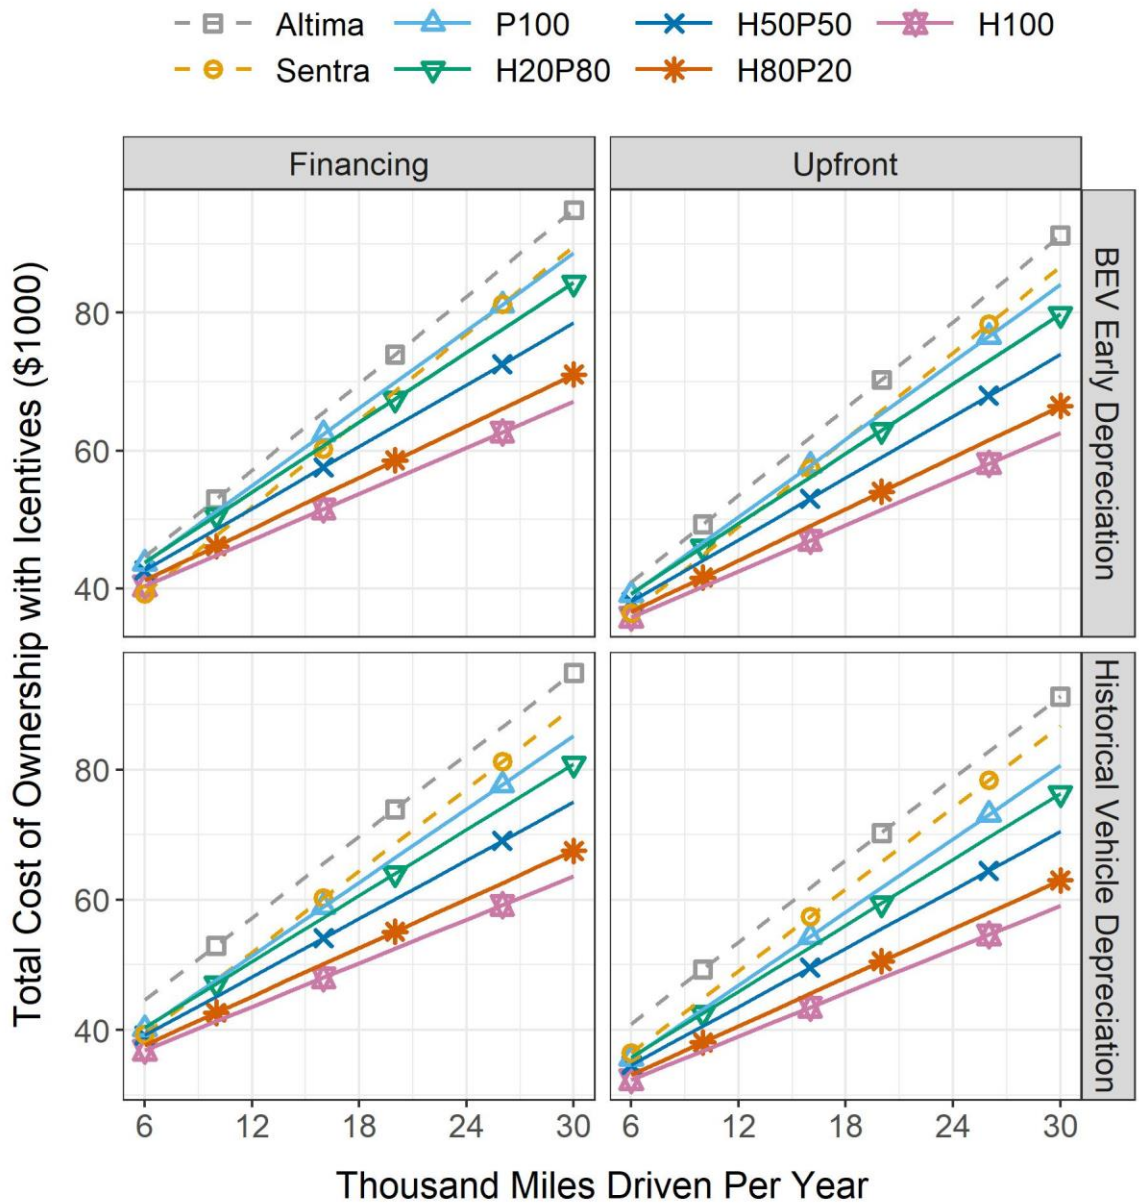 Altima P100 H50P50 H100
Sentra H20P80 H80P20
Financing Upfront
Total Cost of Ownership with Incentives ($1000)
80
60
40
BEV Early Depreciation
80
60
40
Historical Vehicle Depreciation
6 12 18 24 30 6 12 18 24 30
Thousand Miles Driven Per Year